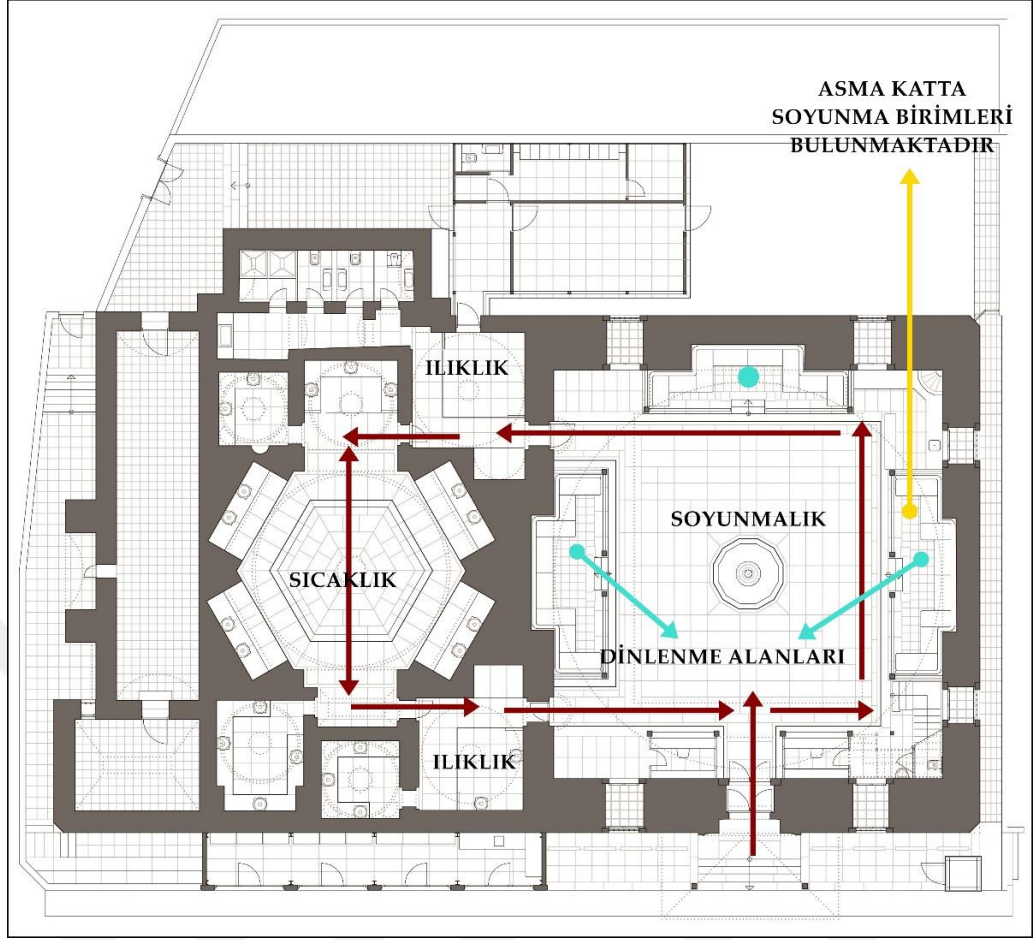 ASMA KATTA
SOYUNMA BİRİMLERİ
BULUNMAKTADIR
ILIKLIK
SOYUNMALIK
SICAKLIK
DİNLENME ALANLARI
ILIKLIK